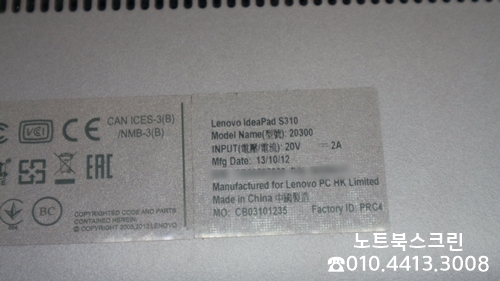 CAN ICES-3(B)
/NMB-3(B)
CCC
CE
EAC
BC
COPYRIGHTED CODE AND PARTS
CONTAINED HEREIN.
© COPYRIGHT LENOVO
Lenovo IdeaPad S310
Model Name(型號): 20300
INPUT(電壓/電流): 20V ⎓ 2A
Mfg Date: 13/10/12
Manufactured for Lenovo PC HK Limited
Made in China 中國製造
MO: CB03101235 Factory ID: PRC4
노트북스크린
☎010.4413.3008